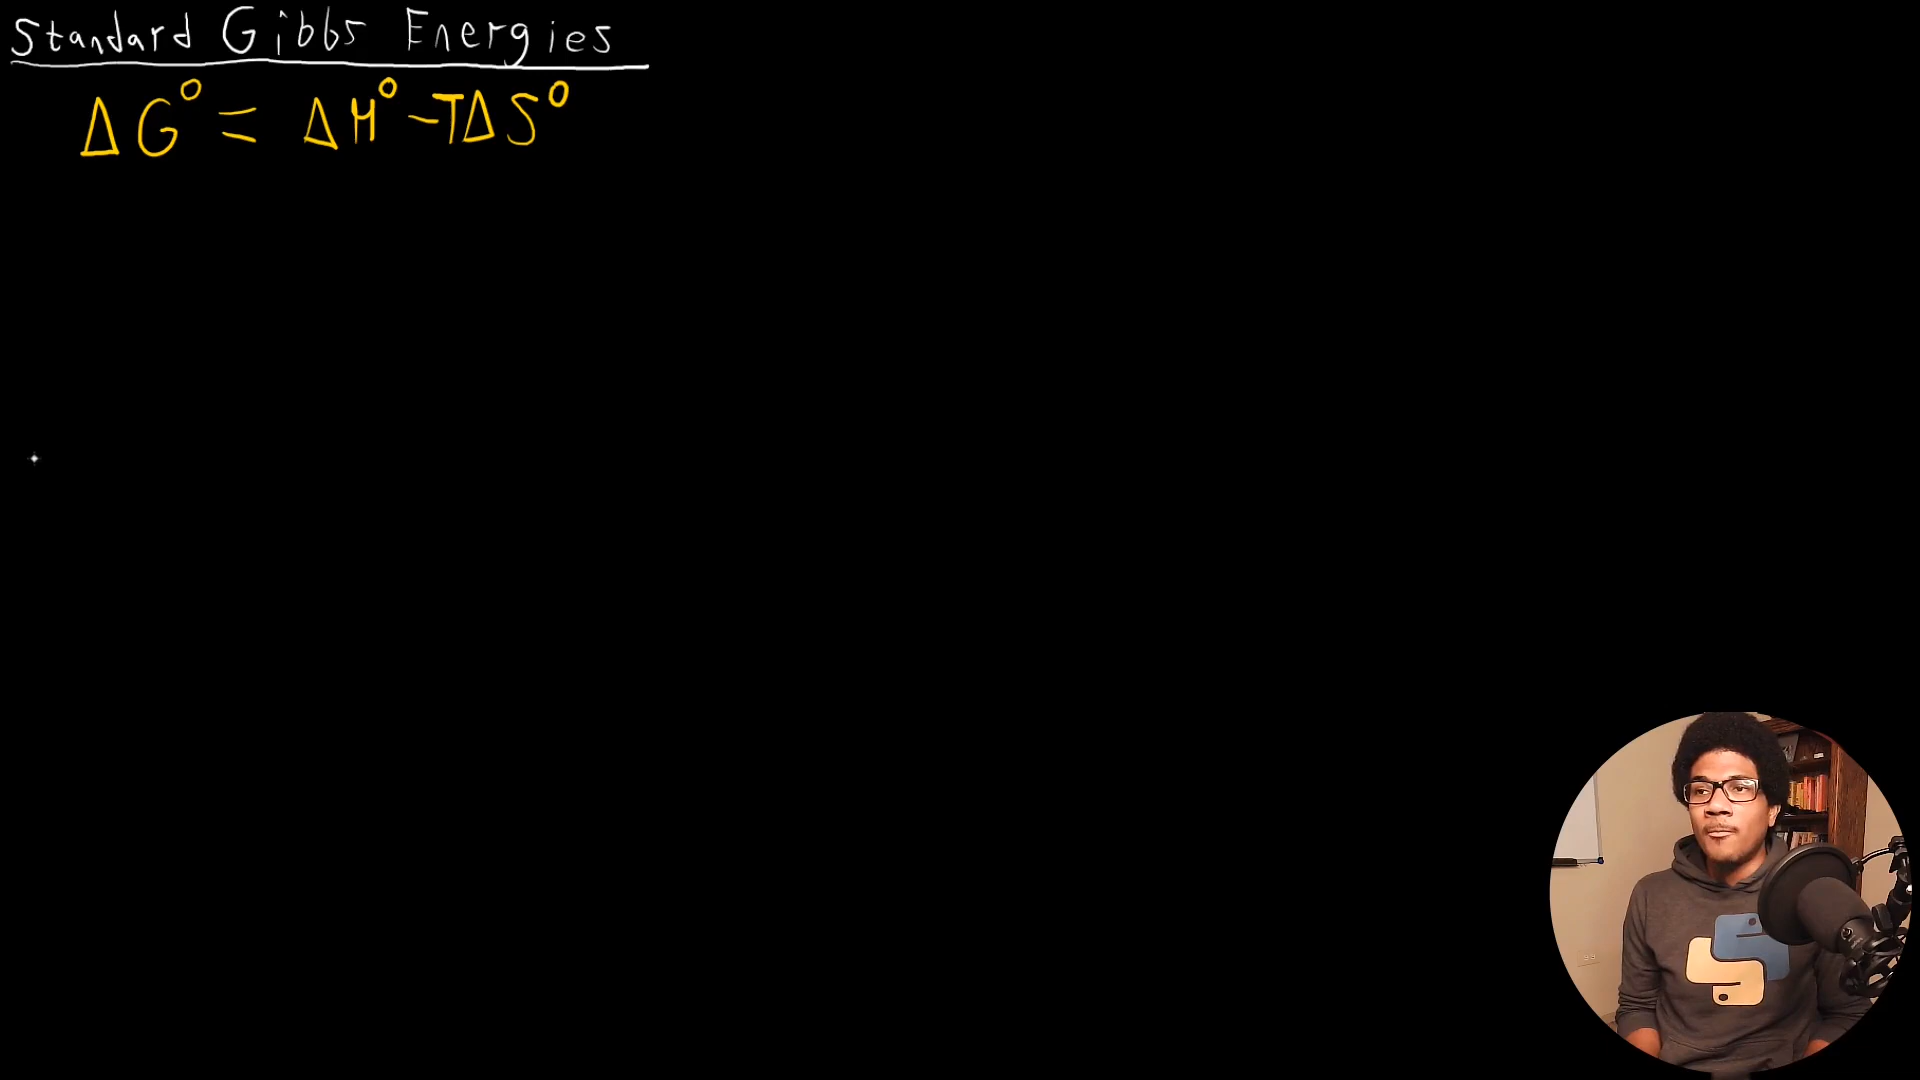 Standard Gibbs Energies
ΔG° = ΔH° - TΔS°